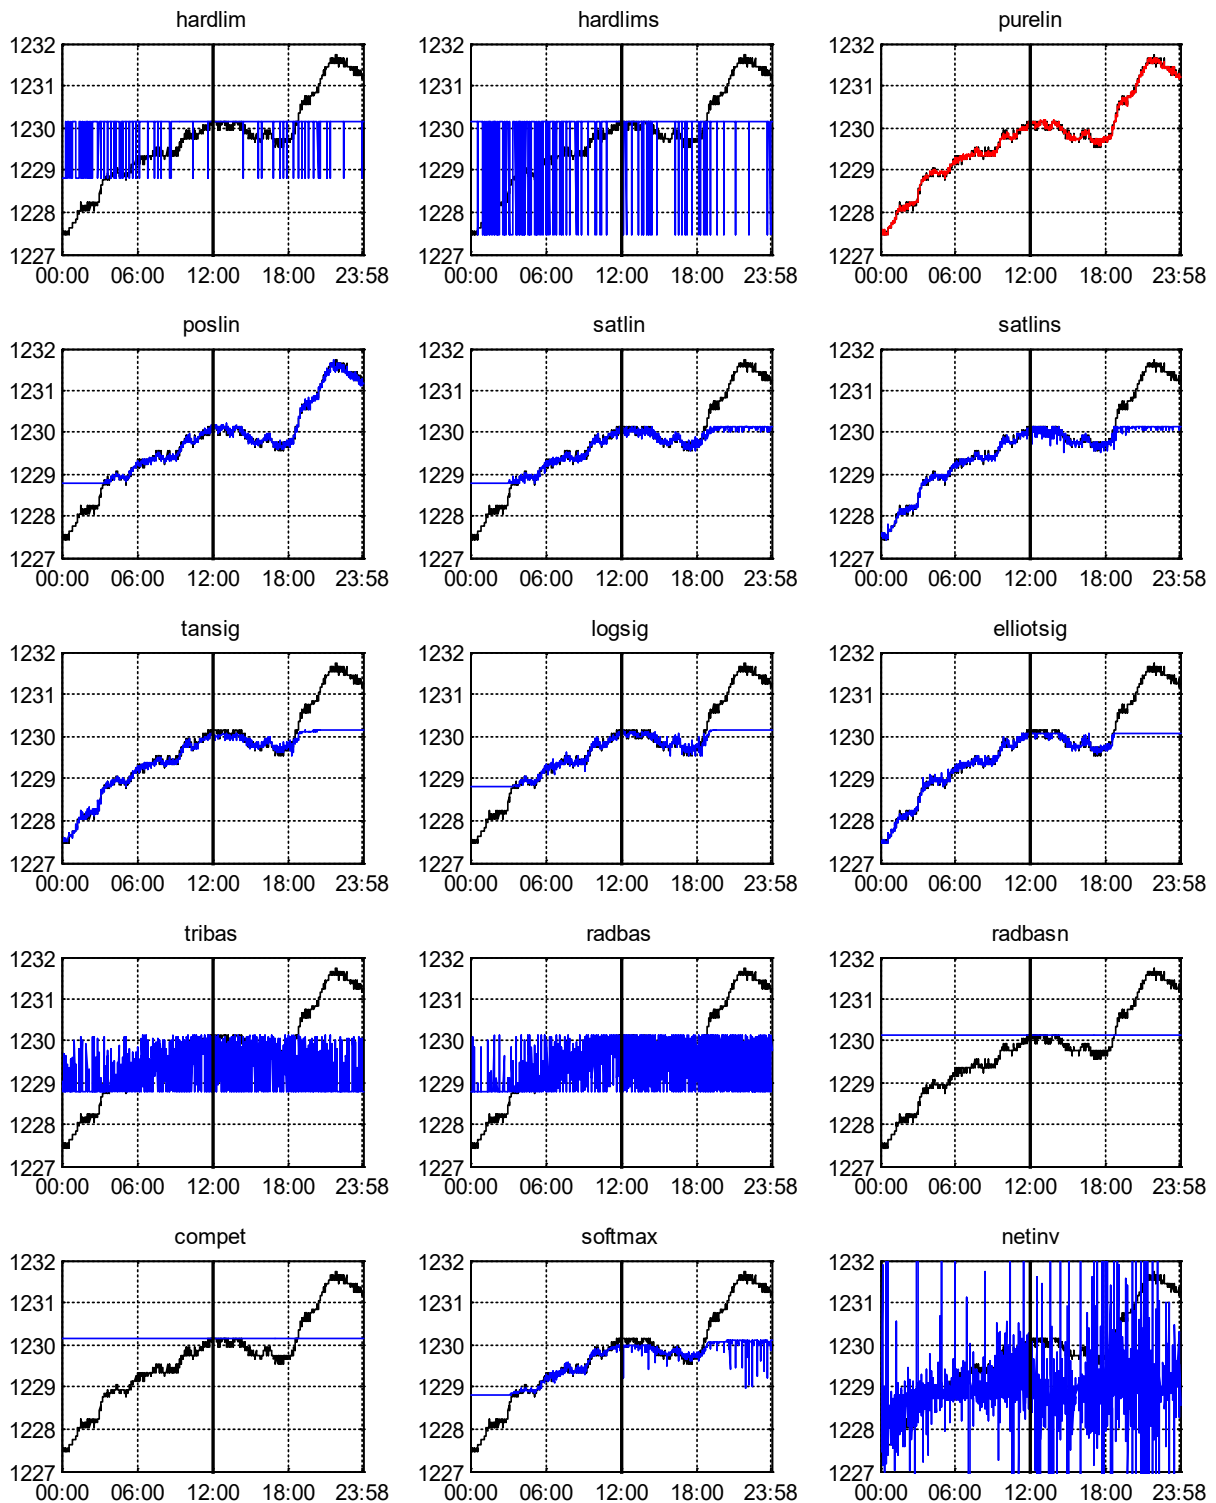 hardlim hardlims purelin
1232 1232 1232
1231 1231 1231
1230 1230 1230
1229 1229 1229
1228 1228 1228
1227 1227 1227
00:00 06:00 12:00 18:00 23:58 00:00 06:00 12:00 18:00 23:58 00:00 06:00 12:00 18:00 23:58
poslin satlin satlins
1232 1232 1232
1231 1231 1231
1230 1230 1230
1229 1229 1229
1228 1228 1228
1227 1227 1227
00:00 06:00 12:00 18:00 23:58 00:00 06:00 12:00 18:00 23:58 00:00 06:00 12:00 18:00 23:58
tansig logsig elliotsig
1232 1232 1232
1231 1231 1231
1230 1230 1230
1229 1229 1229
1228 1228 1228
1227 1227 1227
00:00 06:00 12:00 18:00 23:58 00:00 06:00 12:00 18:00 23:58 00:00 06:00 12:00 18:00 23:58
tribas radbas radbasn
1232 1232 1232
1231 1231 1231
1230 1230 1230
1229 1229 1229
1228 1228 1228
1227 1227 1227
00:00 06:00 12:00 18:00 23:58 00:00 06:00 12:00 18:00 23:58 00:00 06:00 12:00 18:00 23:58
compet softmax netinv
1232 1232 1232
1231 1231 1231
1230 1230 1230
1229 1229 1229
1228 1228 1228
1227 1227 1227
00:00 06:00 12:00 18:00 23:58 00:00 06:00 12:00 18:00 23:58 00:00 06:00 12:00 18:00 23:58